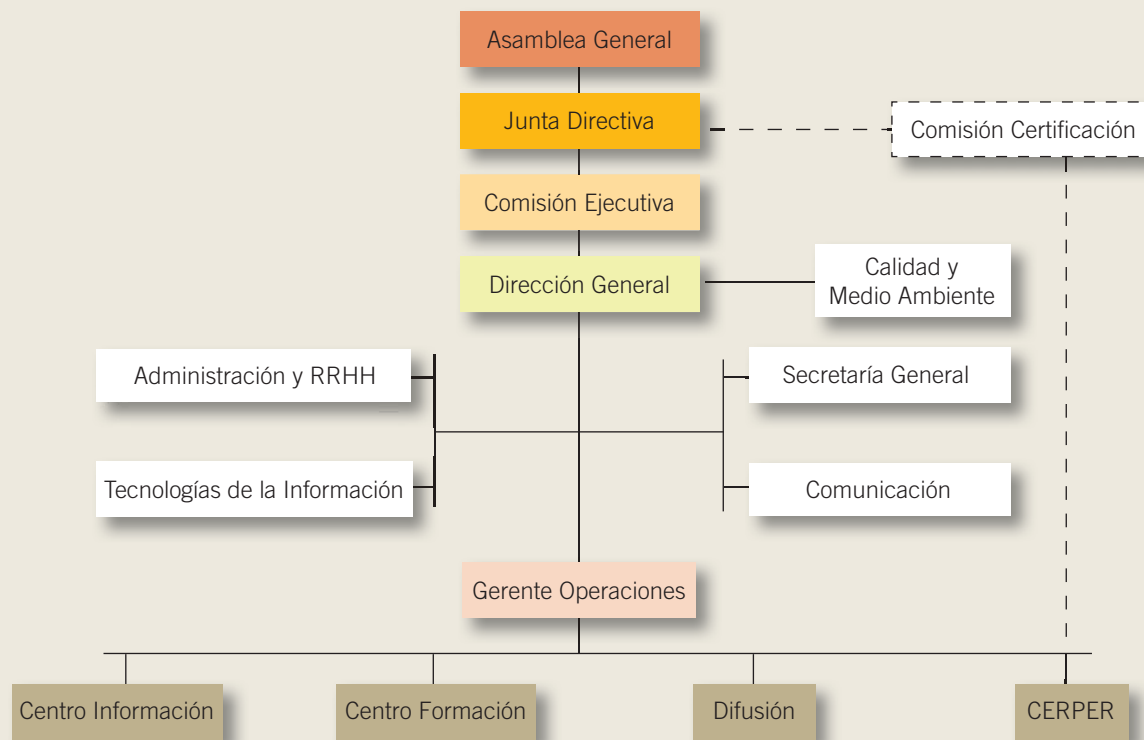 Asamblea General
Junta Directiva
Comisión Certificación
Comisión Ejecutiva
Dirección General
Calidad y
Medio Ambiente
Administración y RRHH
Secretaría General
Tecnologías de la Información
Comunicación
Gerente Operaciones
Centro Información
Centro Formación
Difusión
CERPER